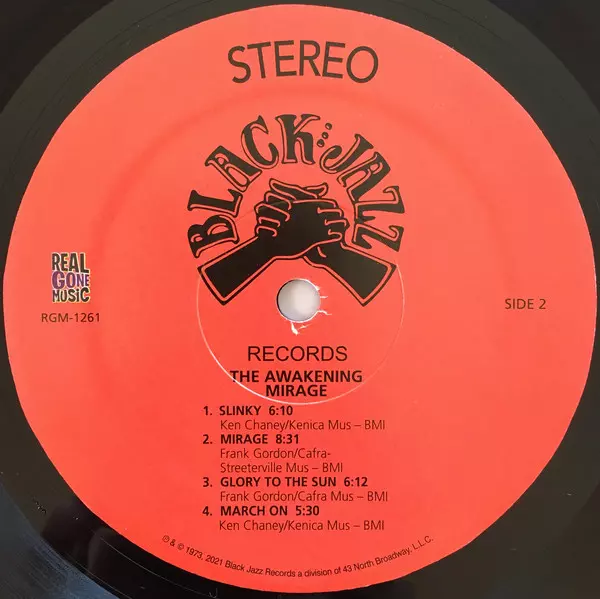 STEREO
BLACK JAZZ
REAL
GONE
MUSIC
RGM-1261
SIDE 2
RECORDS
THE AWAKENING
MIRAGE
1. SLINKY 6:10
Ken Chaney/Kenica Mus – BMI
2. MIRAGE 8:31
Frank Gordon/Cafra-
Streeterville Mus – BMI
3. GLORY TO THE SUN 6:12
Frank Gordon/Cafra Mus – BMI
4. MARCH ON 5:30
Ken Chaney/Kenica Mus – BMI
℗ & © 1973, 2021 Black Jazz Records a division of 43 North Broadway, L.L.C.